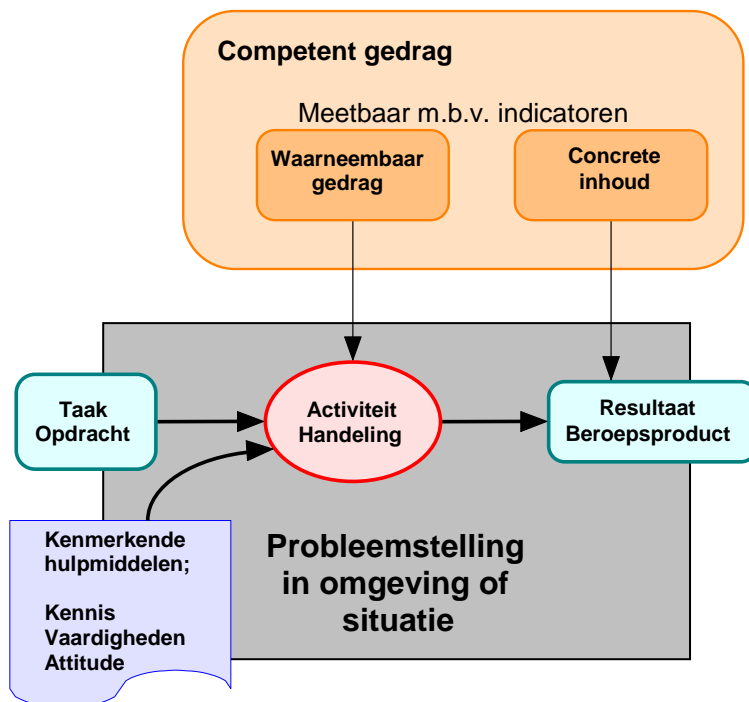 Competent gedrag
Meetbaar m.b.v. indicatoren
Waarneembaar
gedrag
Concrete
inhoud
Taak
Opdracht
Activiteit
Handeling
Resultaat
Beroepsproduct
Kenmerkende
hulpmiddelen;
Kennis
Vaardigheden
Attitude
Probleemstelling
in omgeving of
situatie